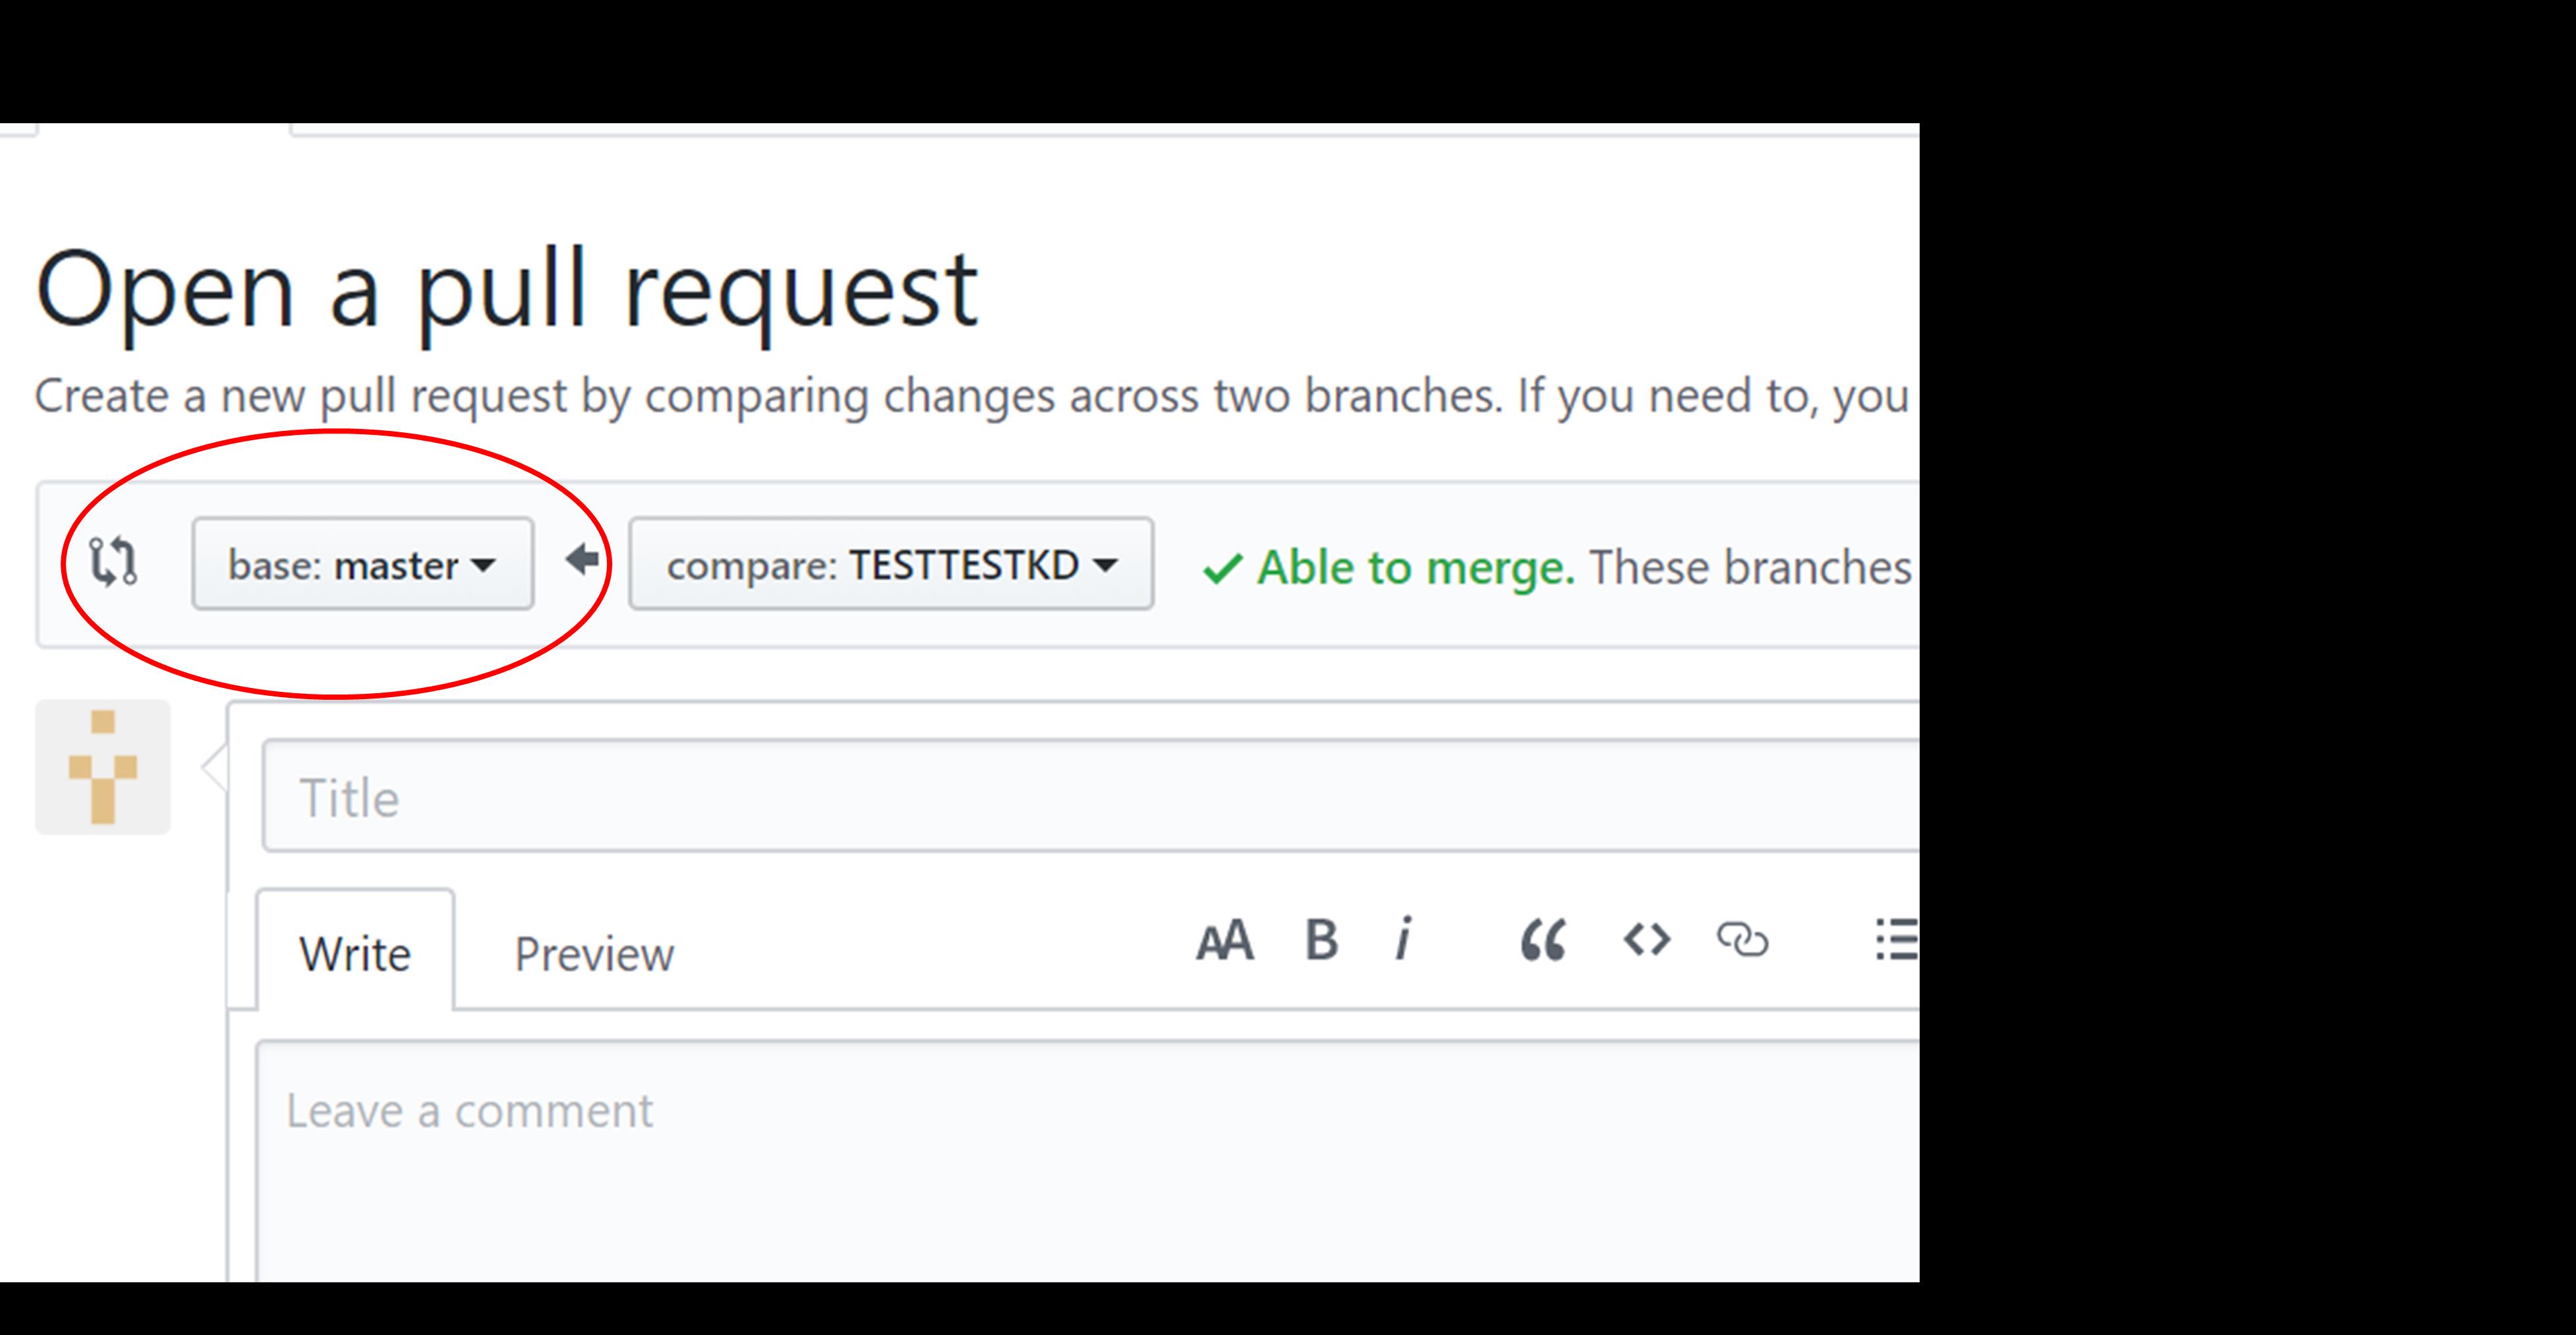 Open a pull request
Create a new pull request by comparing changes across two branches. If you need to, you
base: master compare: TESTTESTKD Able to merge. These branches
Title
Write Preview AA B i
Leave a comment